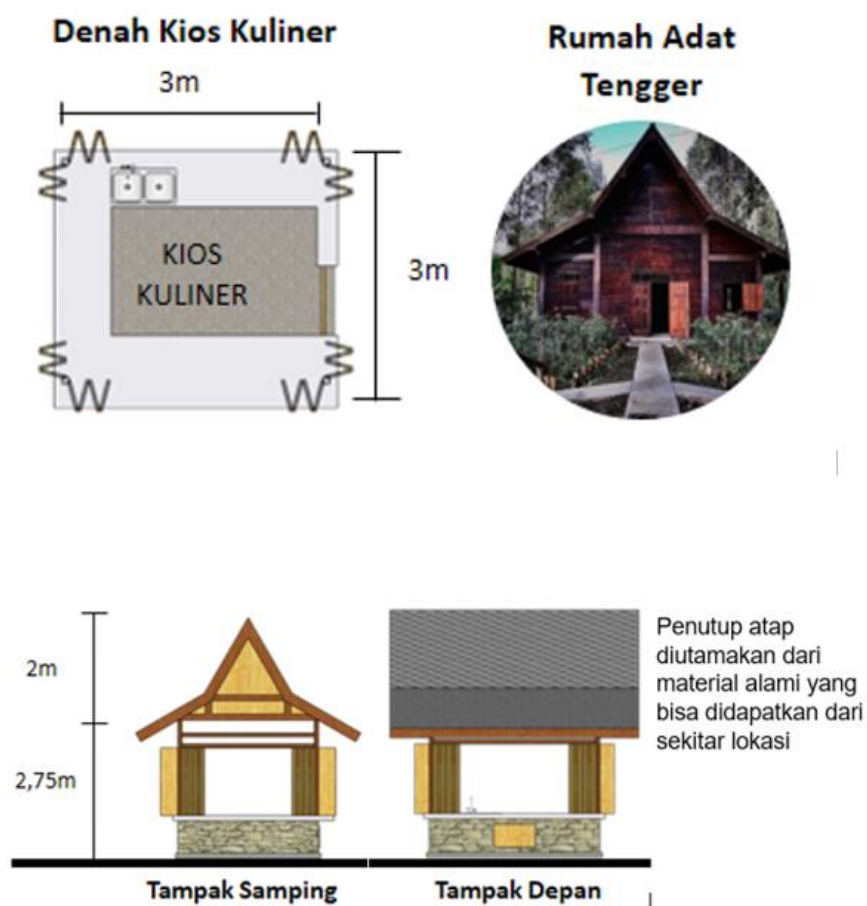 Denah Kios Kuliner
3m
KIOS
KULINER
3m
Rumah Adat
Tengger
2m
2,75m
Penutup atap
diutamakan dari
material alami yang
bisa didapatkan dari
sekitar lokasi
Tampak Samping
Tampak Depan